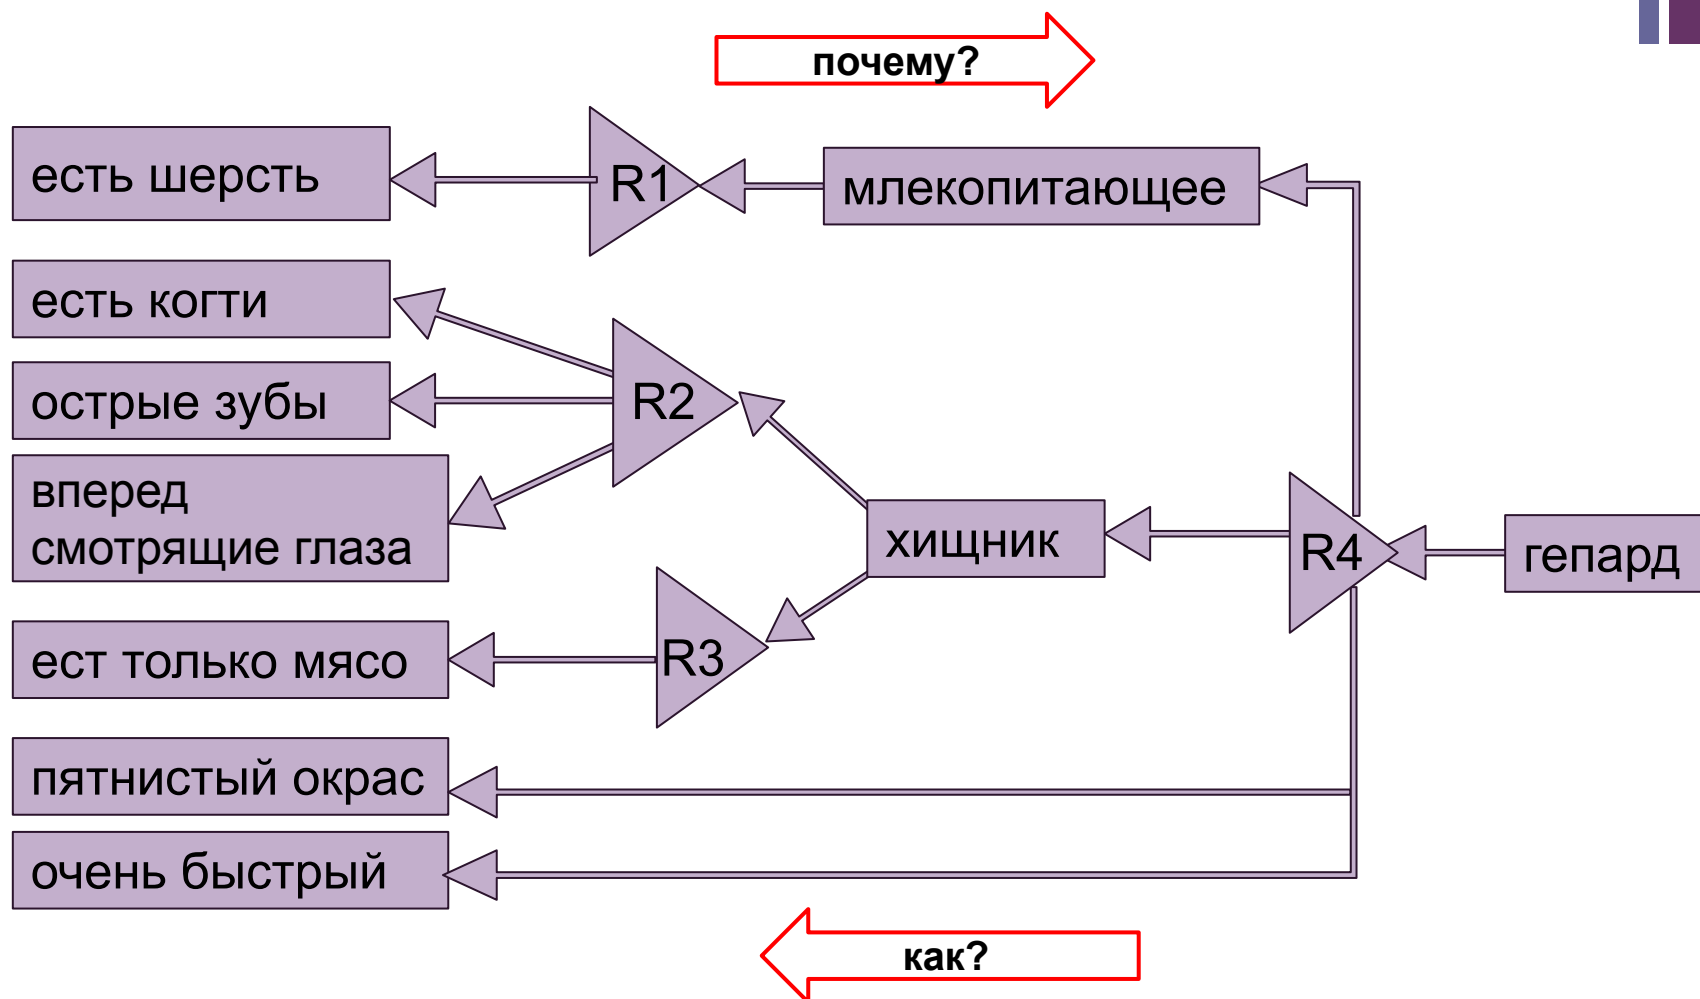 почему?
есть шерсть
R1
млекопитающее
есть когти
острые зубы
R2
вперед
смотрящие глаза
хищник
R4
гепард
ест только мясо
R3
пятнистый окрас
очень быстрый
как?